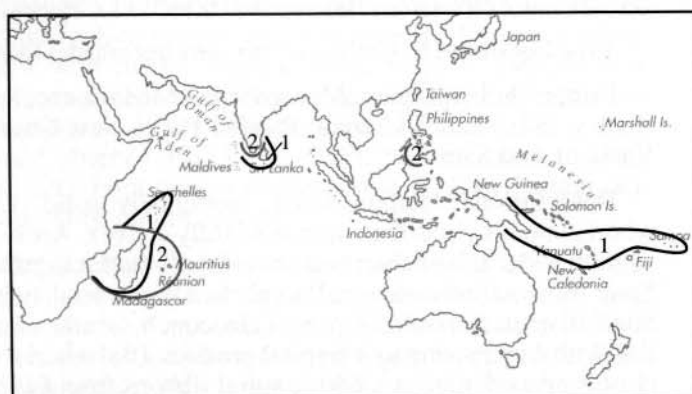 Japan
Taiwan
Philippines
Marshall Is.
Gulf of
Oman
Gulf of
Aden
2
1
2
Maldives
Sri Lanka
Melanesia
New Guinea
Solomon Is.
Seychelles
Indonesia
1
1
Samoa
2
Mauritius
Vanuatu
Fiji
Réunion
New
Caledonia
Madagascar